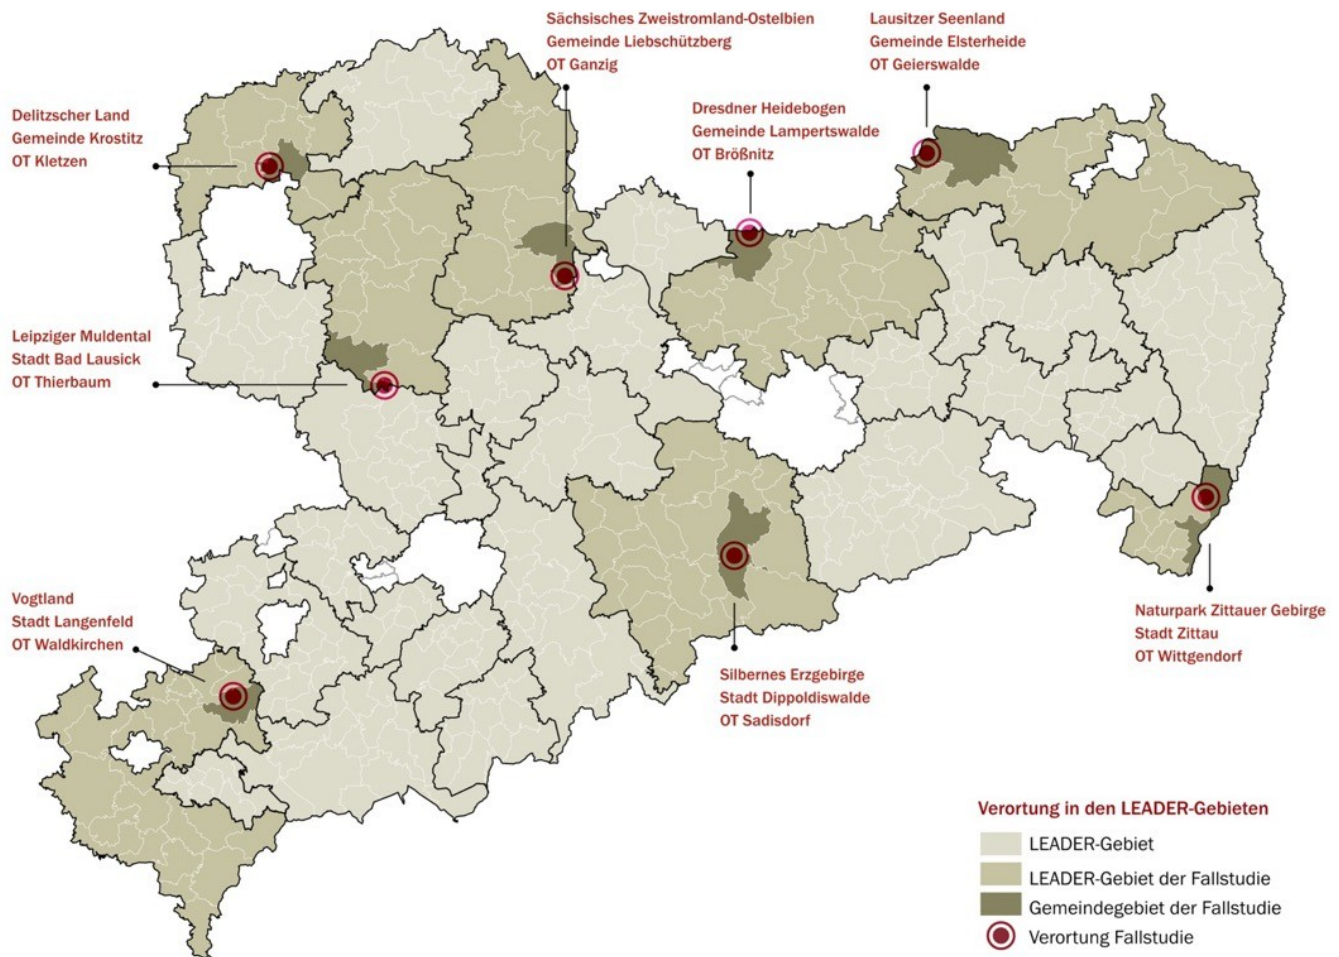 Sächsisches Zweistromland-Ostelbien
Gemeinde Liebschützberg
OT Ganzig
Lausitzer Seenland
Gemeinde Elsterheide
OT Geierswalde
Delitzscher Land
Gemeinde Krostitz
OT Kletzen
Dresdner Heidebogen
Gemeinde Lampertswalde
OT Brößnitz
Leipziger Muldental
Stadt Bad Lausick
OT Thierbaum
Vogtland
Stadt Langenfeld
OT Waldkirchen
Silbernes Erzgebirge
Stadt Dippoldiswalde
OT Sadisdorf
Naturpark Zittauer Gebirge
Stadt Zittau
OT Wittgendorf
Verortung in den LEADER-Gebieten
LEADER-Gebiet
LEADER-Gebiet der Fallstudie
Gemeindegebiet der Fallstudie
Verortung Fallstudie